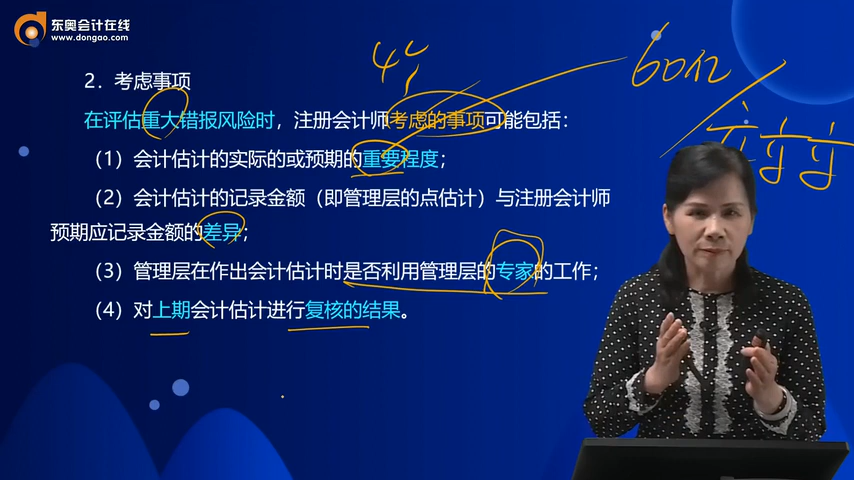 东奥会计在线
www.dongao.com
2．考虑事项
在评估重大错报风险时，注册会计师考虑的事项可能包括：
（1）会计估计的实际的或预期的重要程度；
（2）会计估计的记录金额（即管理层的点估计）与注册会计师
预期应记录金额的差异；
（3）管理层在作出会计估计时是否利用管理层的专家的工作；
（4）对上期会计估计进行复核的结果。
60亿